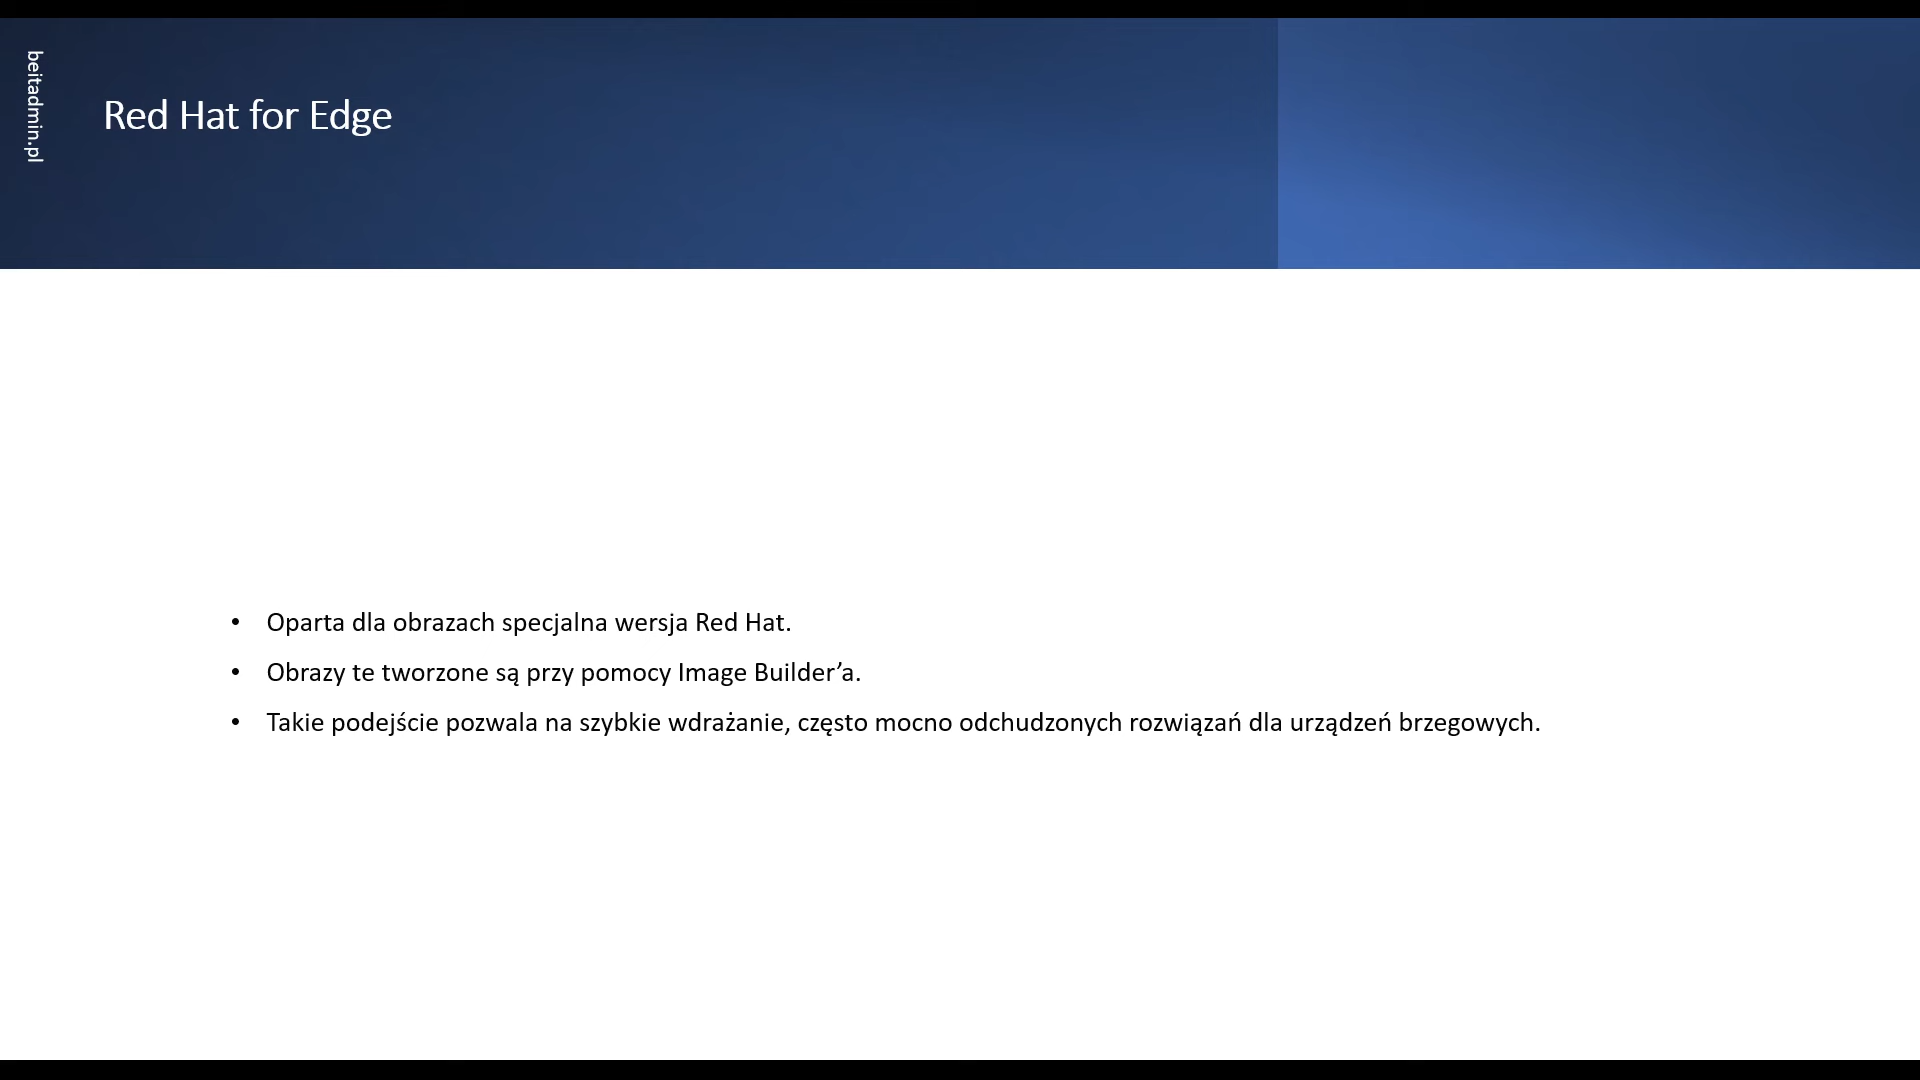 beitadmin.pl
Red Hat for Edge
• Oparta dla obrazach specjalna wersja Red Hat.
• Obrazy te tworzone są przy pomocy Image Builder’a.
• Takie podejście pozwala na szybkie wdrażanie, często mocno odchudzonych rozwiązań dla urządzeń brzegowych.